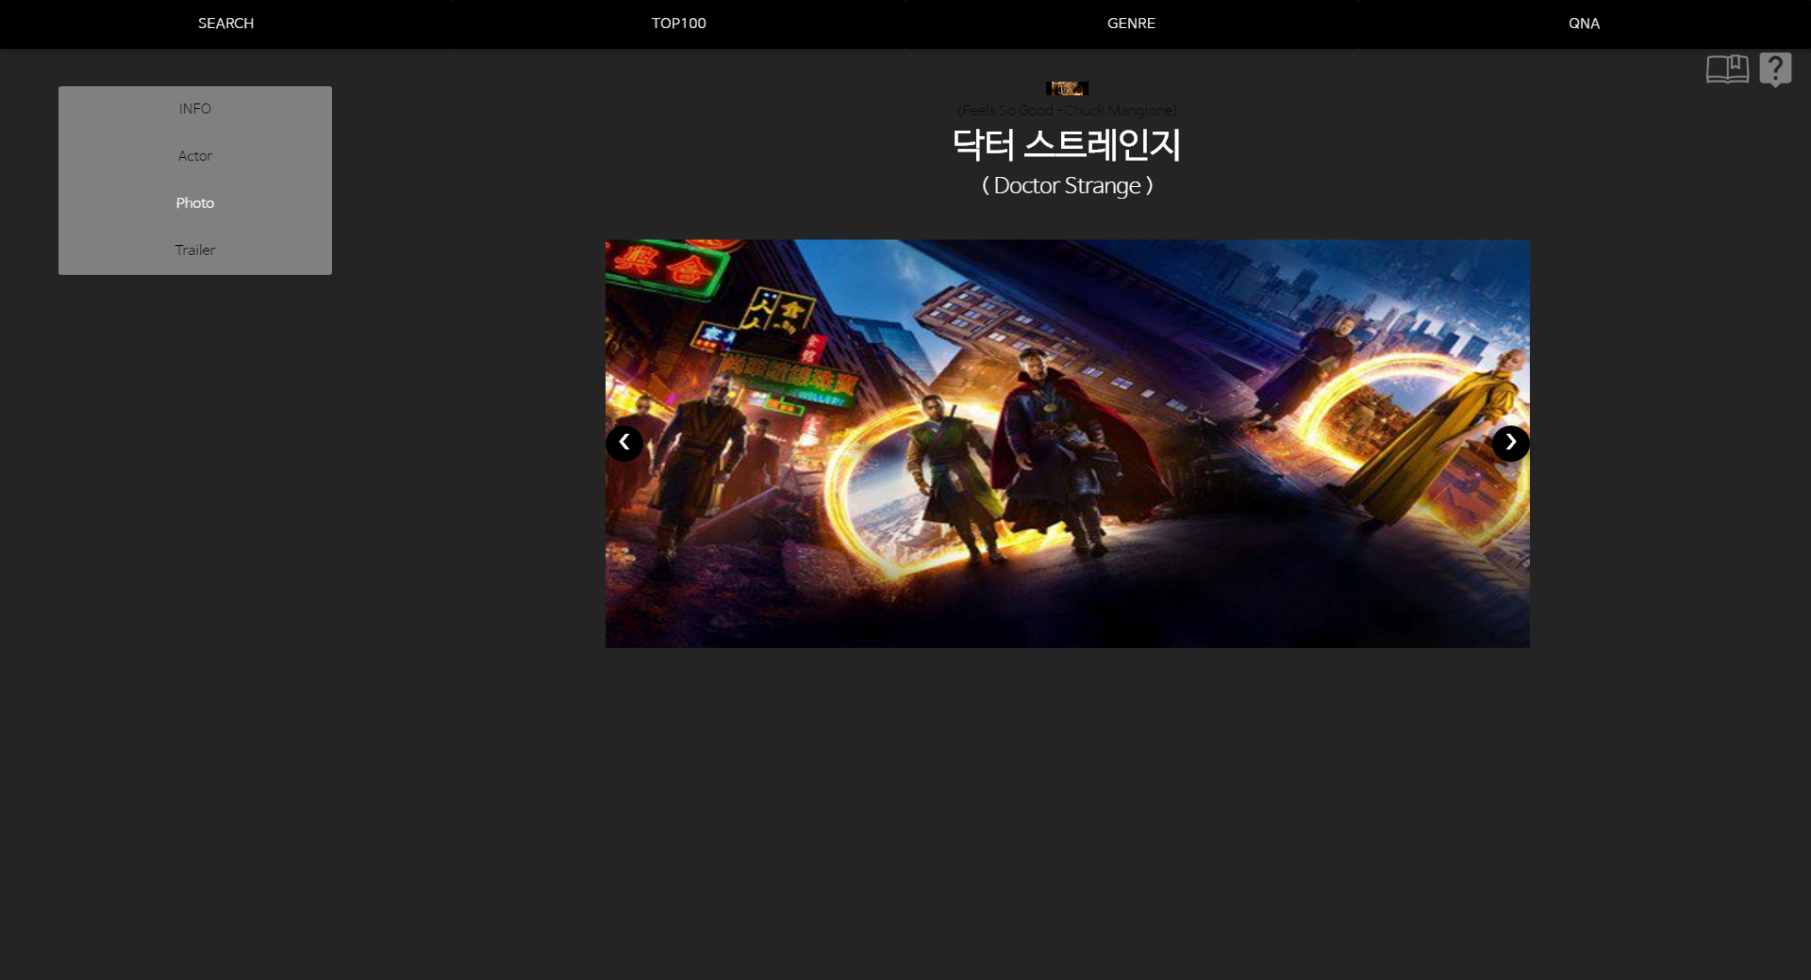 SEARCH TOP100 GENRE QNA
INFO
Actor
Photo
Trailer
(Feels So Good -Chuck Mangione)
닥터 스트레인지
( Doctor Strange )